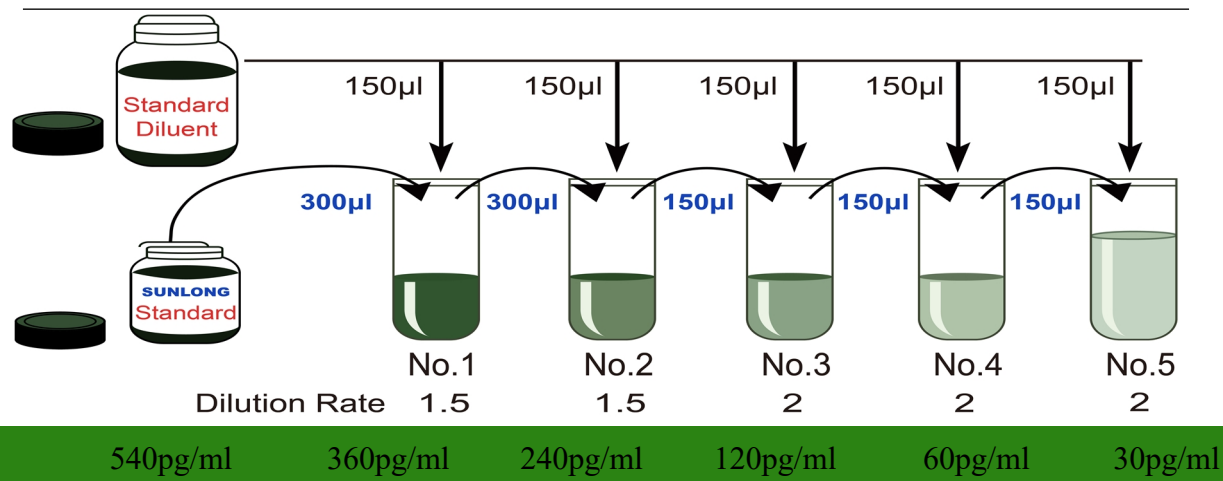 150µl 150µl 150µl 150µl 150µl
Standard
Diluent
300µl 300µl 150µl 150µl 150µl
SUNLONG
Standard
No.1 No.2 No.3 No.4 No.5
Dilution Rate 1.5 1.5 2 2 2
540pg/ml 360pg/ml 240pg/ml 120pg/ml 60pg/ml 30pg/ml